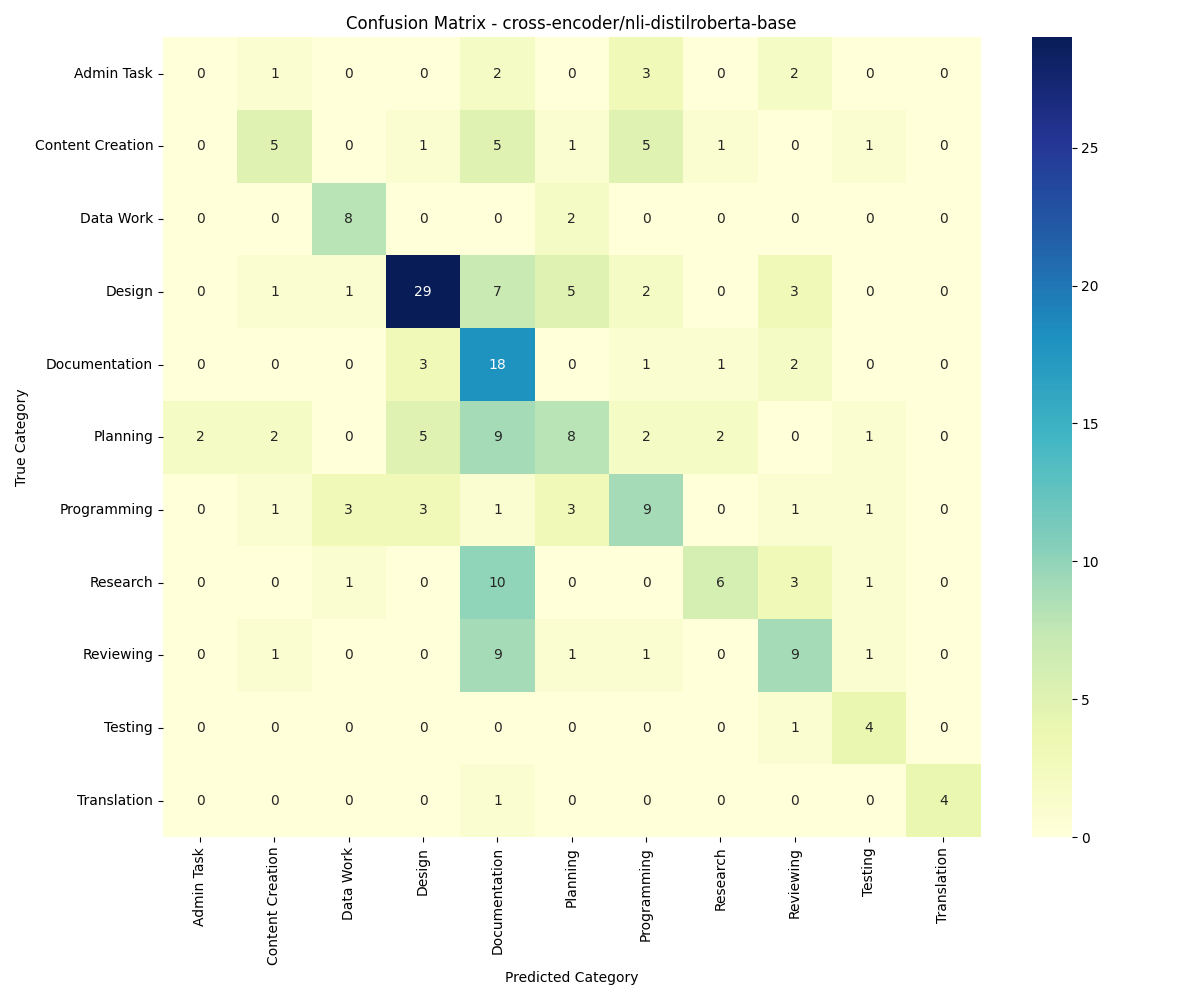 Confusion Matrix - cross-encoder/nli-distilroberta-base
True Category
Admin Task 0 1 0 0 2 0 3 0 2 0 0
Content Creation 0 5 0 1 5 1 5 1 0 1 0
Data Work 0 0 8 0 0 2 0 0 0 0 0
Design 0 1 1 29 7 5 2 0 3 0 0
Documentation 0 0 0 3 18 0 1 1 2 0 0
Planning 2 2 0 5 9 8 2 2 0 1 0
Programming 0 1 3 3 1 3 9 0 1 1 0
Research 0 0 1 0 10 0 0 6 3 1 0
Reviewing 0 1 0 0 9 1 1 0 9 1 0
Testing 0 0 0 0 0 0 0 0 1 4 0
Translation 0 0 0 0 1 0 0 0 0 0 4
Admin Task
Content Creation
Data Work
Design
Documentation
Planning
Programming
Research
Reviewing
Testing
Translation
Predicted Category
25
20
15
10
5
0